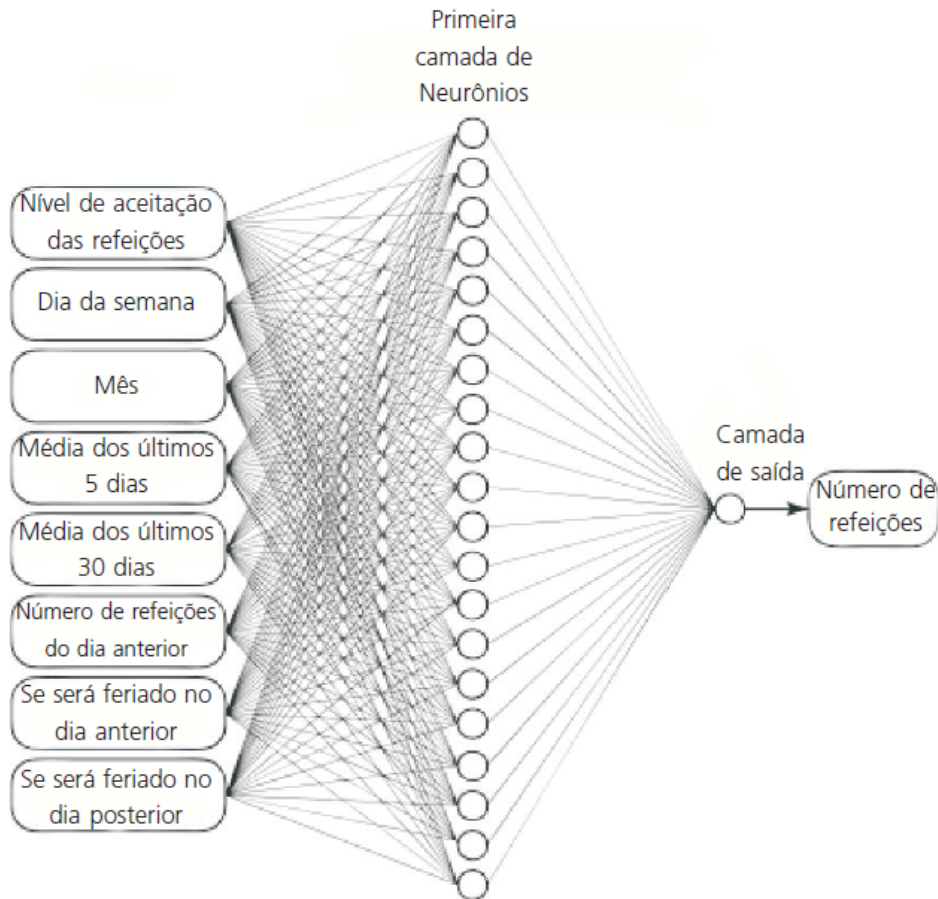 Primeira
camada de
Neurônios
Nível de aceitação
das refeições
Dia da semana
Mês
Média dos últimos
5 dias
Média dos últimos
30 dias
Número de refeições
do dia anterior
Se será feriado no
dia anterior
Se será feriado no
dia posterior
Camada
de saída
Número de
refeições